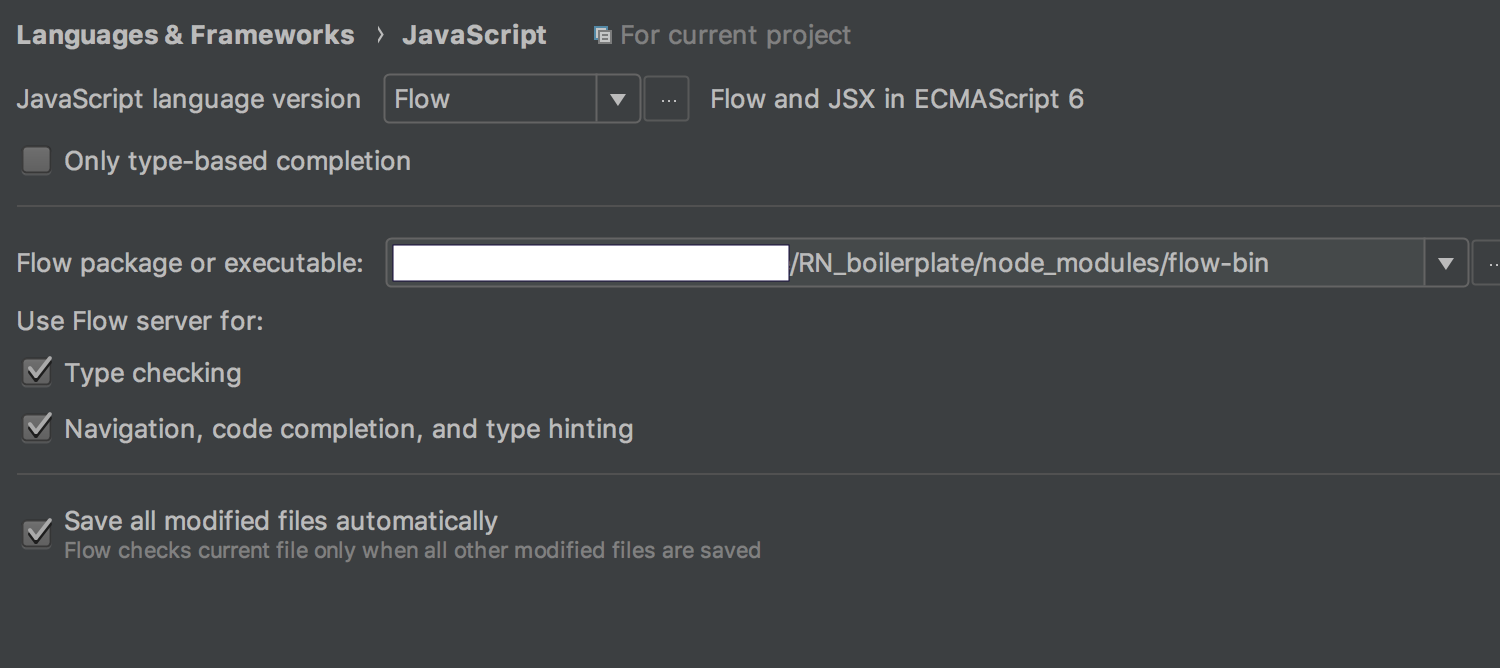 Languages & Frameworks › JavaScript For current project
JavaScript language version Flow ... Flow and JSX in ECMAScript 6
Only type-based completion
Flow package or executable: /RN_boilerplate/node_modules/flow-bin ..
Use Flow server for:
Type checking
Navigation, code completion, and type hinting
Save all modified files automatically
Flow checks current file only when all other modified files are saved